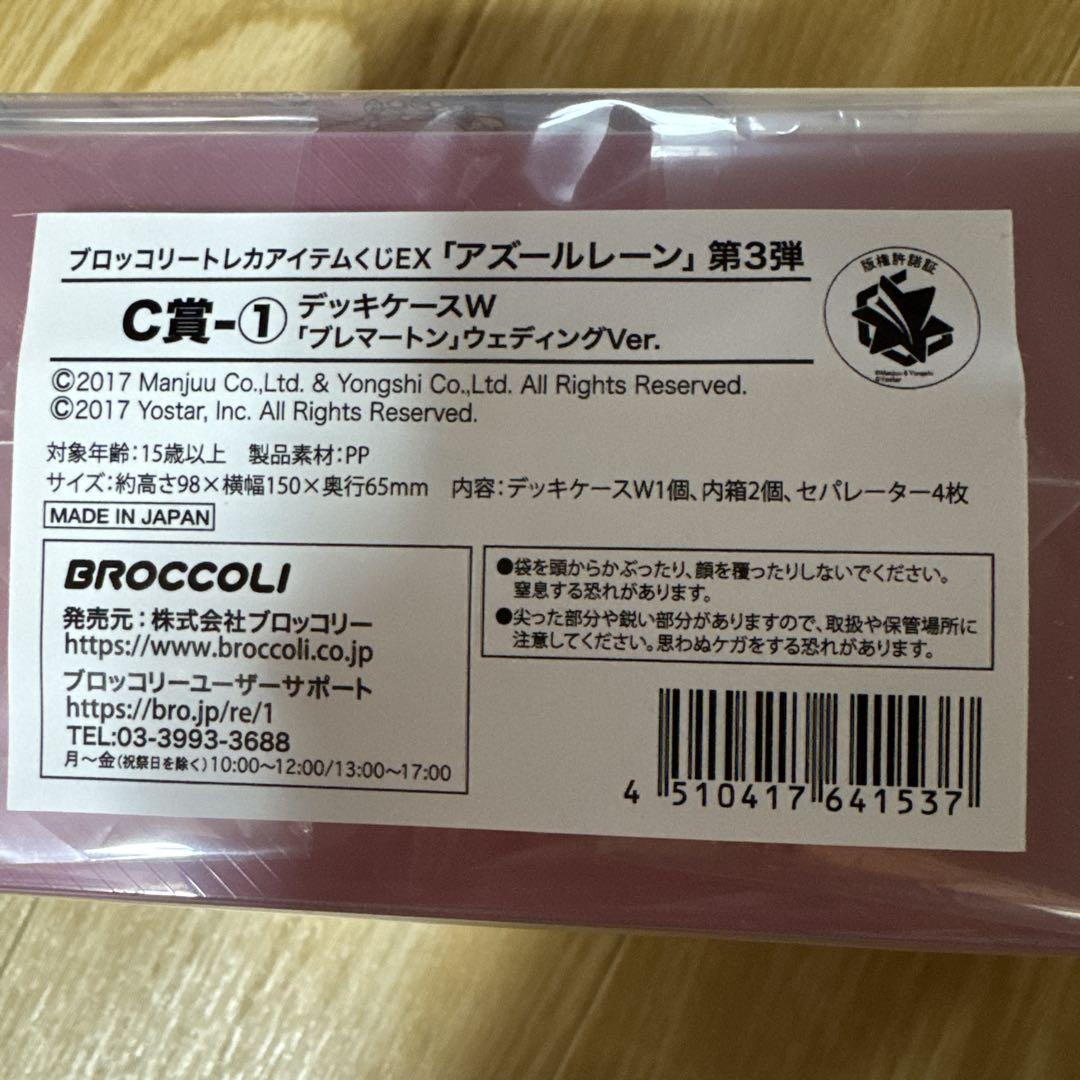 ブロッコリートレカアイテムくじEX「アズールレーン」第3弾
C賞-① デッキケースW
「ブレマートン」ウェディングVer.
©2017 Manjuu Co.,Ltd. & Yongshi Co.,Ltd. All Rights Reserved.
©2017 Yostar, Inc. All Rights Reserved.
版権許諾証
©Manjuu & Yongshi
©Yostar
対象年齢：15歳以上　製品素材：PP
サイズ：約高さ98×横幅150×奥行65mm　内容：デッキケースW1個、内箱2個、セパレーター4枚
MADE IN JAPAN
BROCCOLI
発売元：株式会社ブロッコリー
https://www.broccoli.co.jp
ブロッコリーユーザーサポート
https://bro.jp/re/1
TEL:03-3993-3688
月～金（祝祭日を除く）10:00～12:00/13:00～17:00
●袋を頭からかぶったり、顔を覆ったりしないでください。
窒息する恐れがあります。
●尖った部分や鋭い部分がありますので、取扱や保管場所に
注意してください。思わぬケガをする恐れがあります。
4 510417 641537